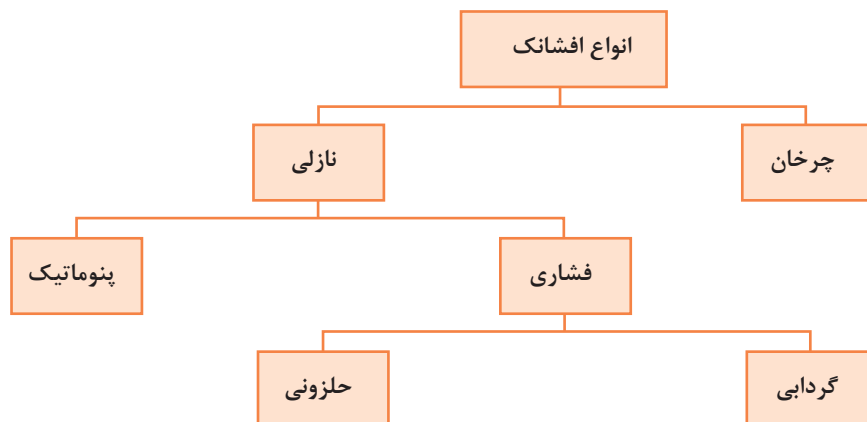 انواع افشانک
چرخان
نازلی
فشاری
پنوماتیک
گردابی
حلزونی